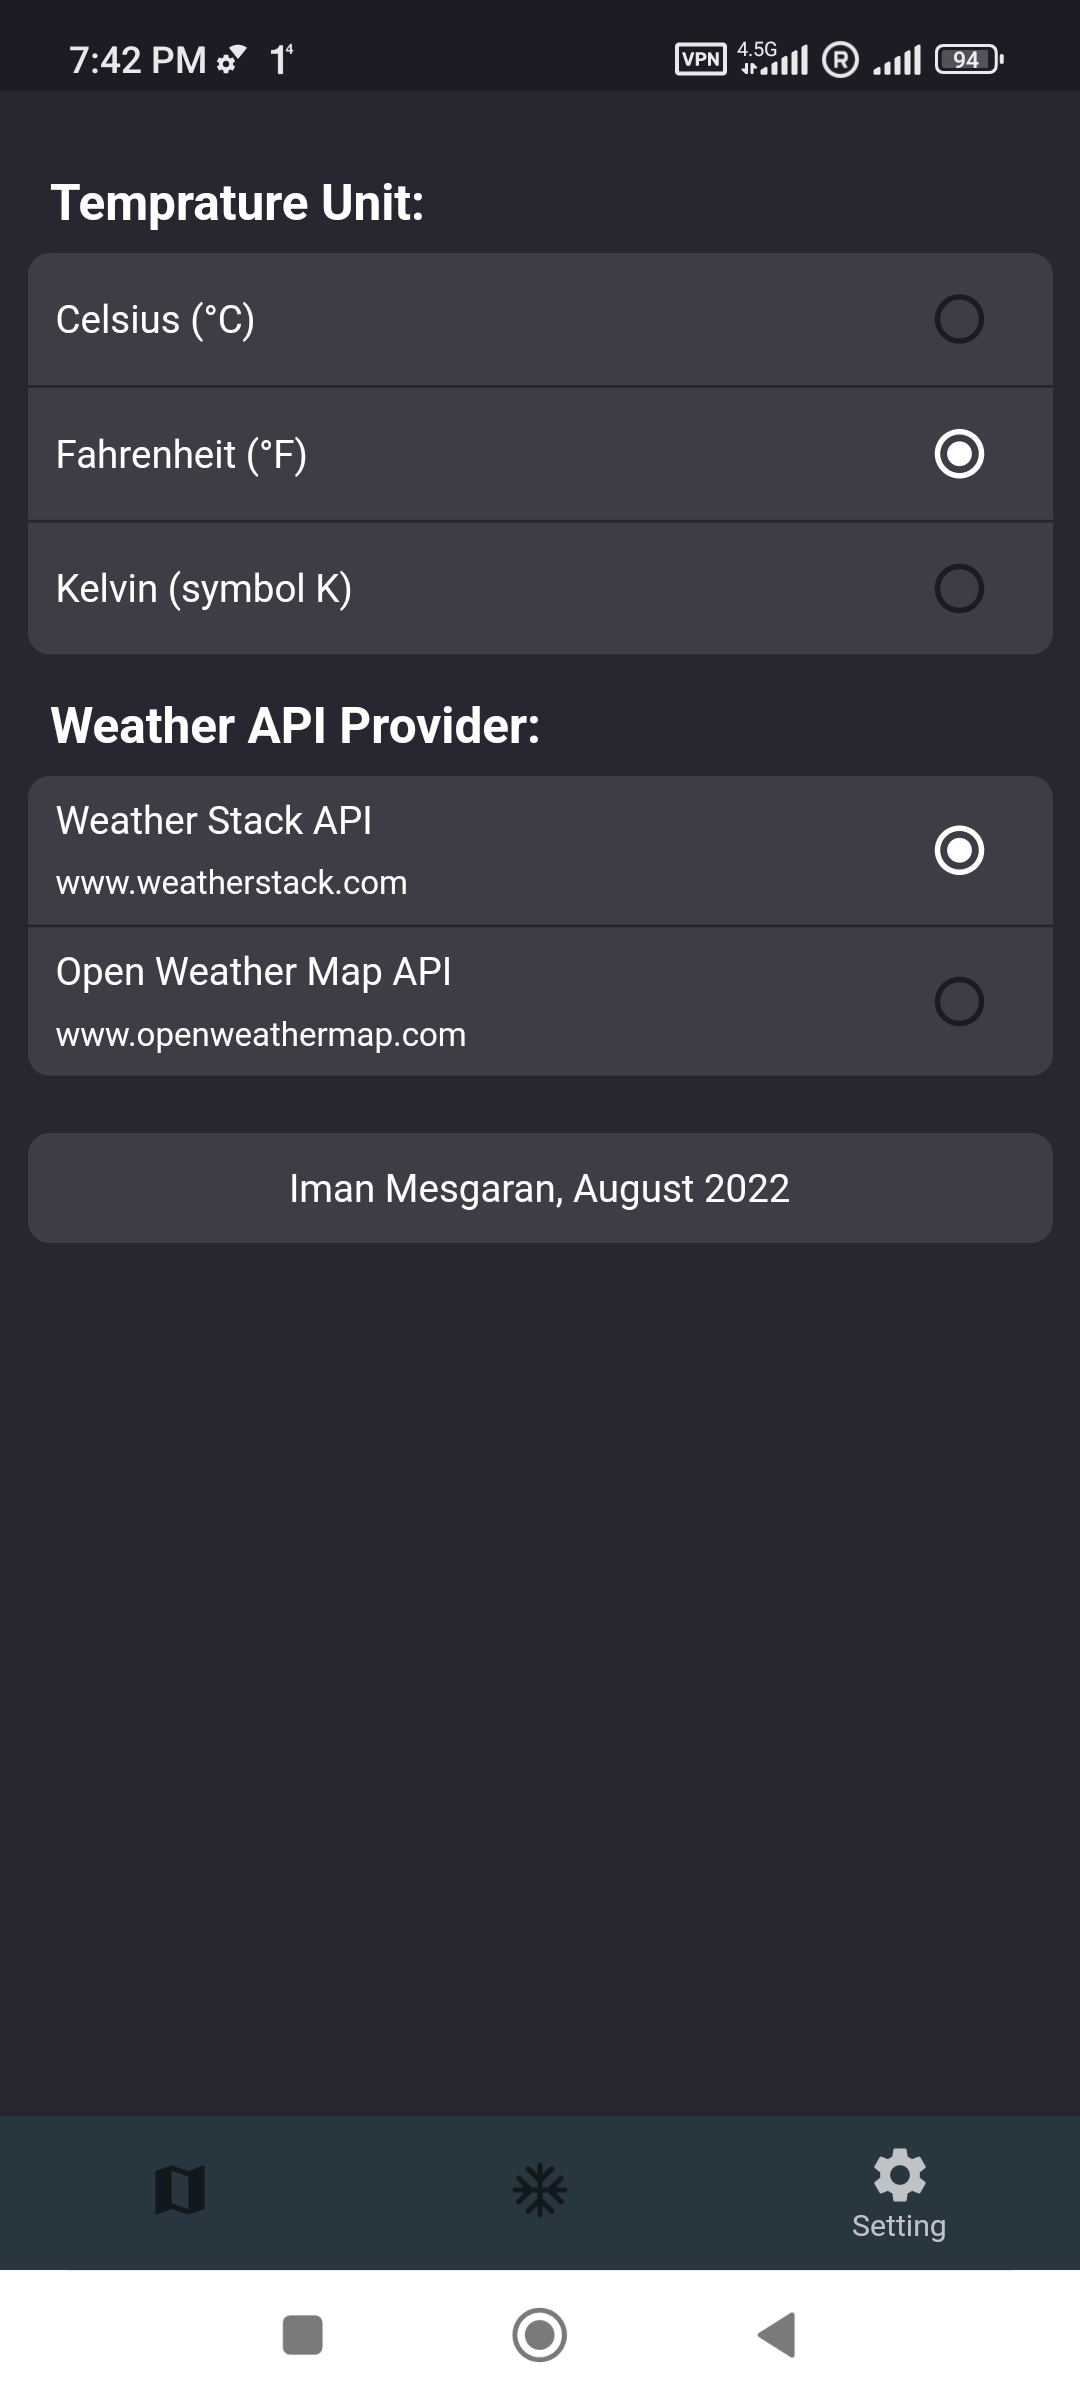 7:42 PM 1⁴ VPN 4.5G R 94
Temprature Unit:
Celsius (°C)
Fahrenheit (°F)
Kelvin (symbol K)
Weather API Provider:
Weather Stack API
www.weatherstack.com
Open Weather Map API
www.openweathermap.com
Iman Mesgaran, August 2022
Setting